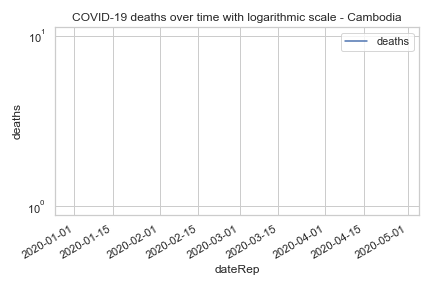 COVID-19 deaths over time with logarithmic scale - Cambodia
deaths
10¹
deaths
10⁰
2020-01-01
2020-01-15
2020-02-01
2020-02-15
2020-03-01
2020-03-15
2020-04-01
2020-04-15
2020-05-01
dateRep